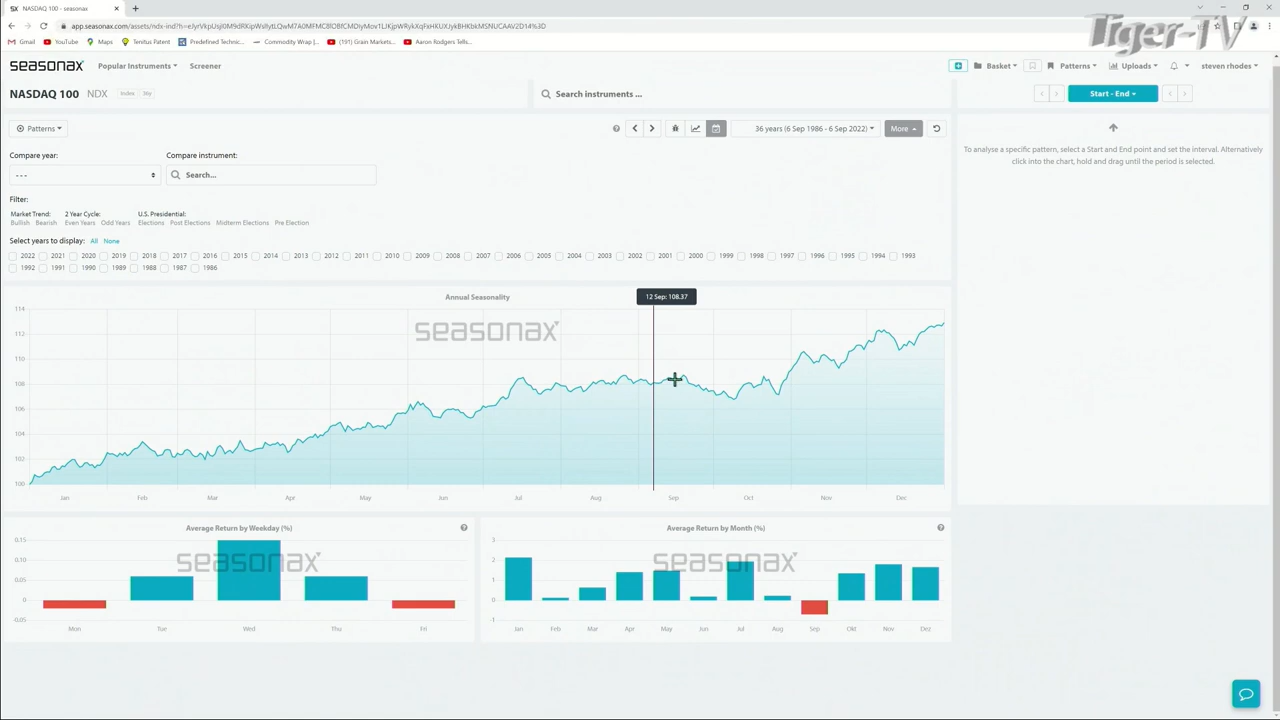 NASDAQ 100 - seasonax
Tiger-TV
Gmail YouTube Maps Tenitus Patent Predefined Technic... Commodity Wrap |... (191) Grain Markets... Aaron Rodgers Tells...
seasonax Popular Instruments Screener Basket Patterns Uploads steven rhodes
NASDAQ 100 NDX Index Search instruments ... Start - End
Patterns 36 years (6 Sep 1986 - 6 Sep 2022) More
To analyse a specific pattern, select a Start and End point and set the interval. Alternatively
click into the chart, hold and drag until the period is selected.
Compare year: Compare instrument:
--- Search...
Filter:
Market Trend: 2 Year Cycle: U.S. Presidential:
Bullish Bearish Even Years Odd Years Elections Post Elections Midterm Elections Pre Election
Select years to display: All None
2022 2021 2020 2019 2018 2017 2016 2015 2014 2013 2012 2011 2010 2009 2008 2007 2006 2005 2004 2003 2002 2001 2000 1999 1998 1997 1996 1995 1994 1993
1992 1991 1990 1989 1988 1987 1986
Annual Seasonality
12 Sep: 108.37
seasonax
114
112
110
108
106
104
102
100
Jan Feb Mar Apr May Jun Jul Aug Sep Oct Nov Dec
Average Return by Weekday (%)
seasonax
0.15
0.10
0.05
0
-0.05
Mon Tue Wed Thu Fri
Average Return by Month (%)
seasonax
3
2
1
0
-1
Jan Feb Mrz Apr May Jun Jul Aug Sep Okt Nov Dez